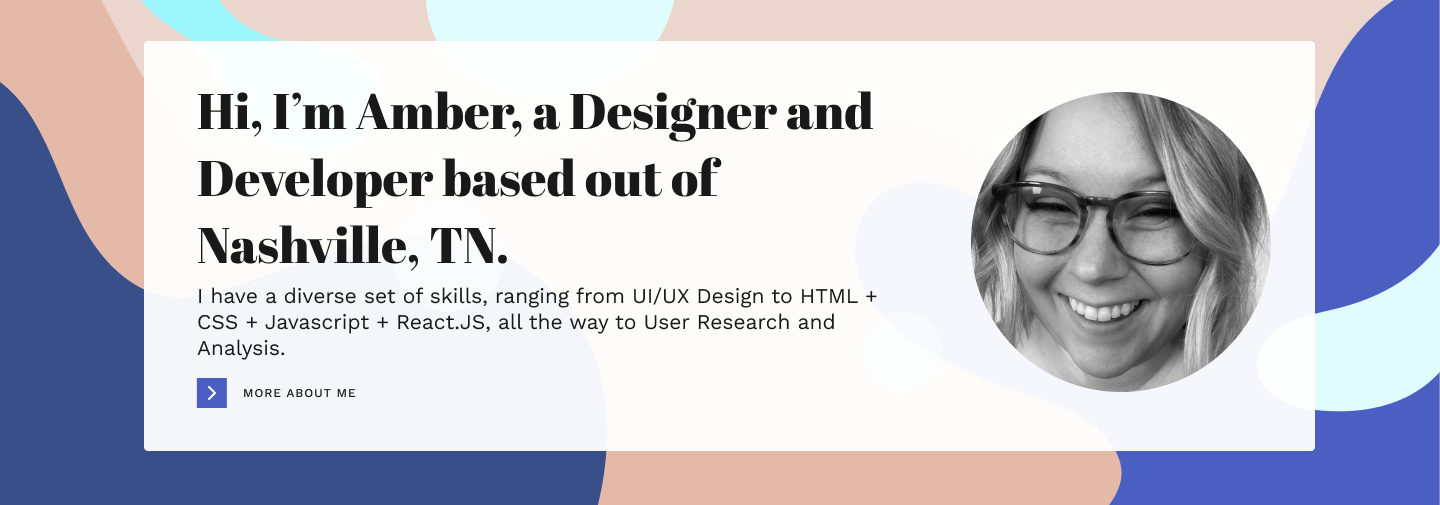 Hi, I’m Amber, a Designer and
Developer based out of
Nashville, TN.
I have a diverse set of skills, ranging from UI/UX Design to HTML +
CSS + Javascript + React.JS, all the way to User Research and
Analysis.
MORE ABOUT ME